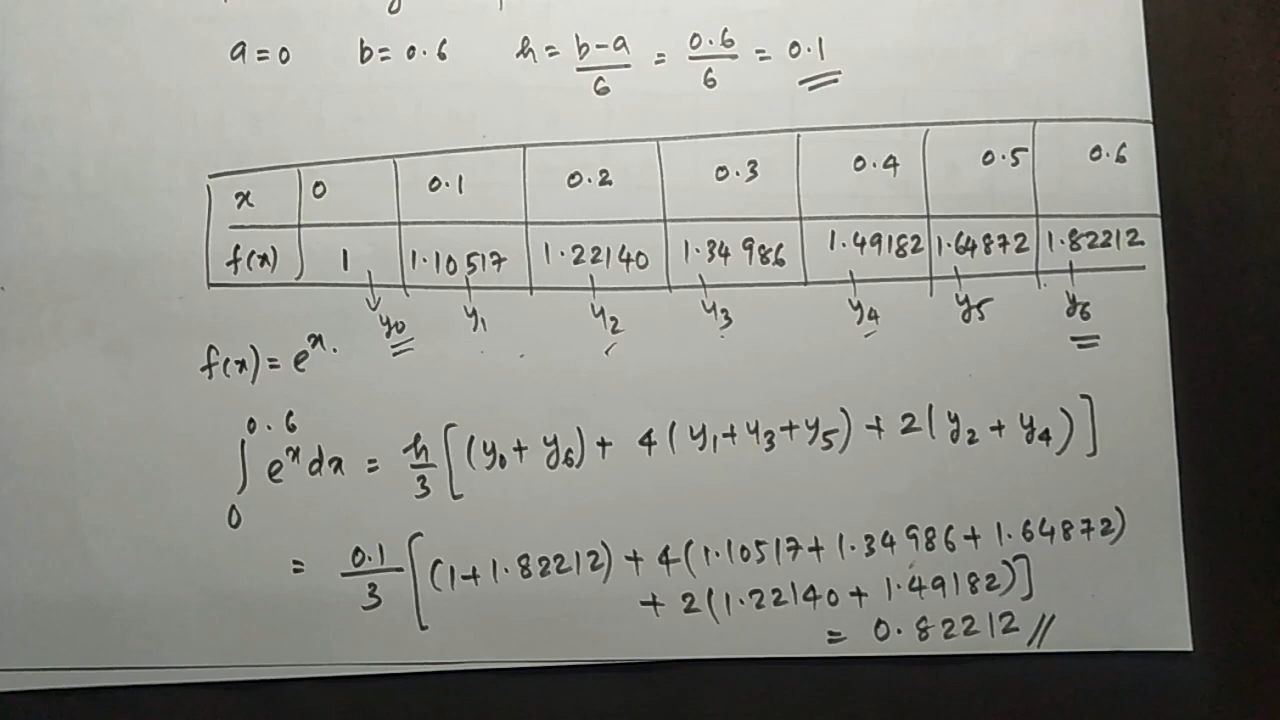 a = 0 b = 0.6 h = b-a/6 = 0.6/6 = 0.1
x 0 0.1 0.2 0.3 0.4 0.5 0.6
f(x) 1 1.10517 1.22140 1.34986 1.49182 1.64872 1.82212
y₀ y₁ y₂ y₃ y₄ y₅ y₆
f(x) = eˣ.
∫₀^0.6 eˣ dx = h/3 [(y₀ + y₆) + 4(y₁ + y₃ + y₅) + 2(y₂ + y₄)]
= 0.1/3 [(1 + 1.82212) + 4(1.10517 + 1.34986 + 1.64872)
+ 2(1.22140 + 1.49182)]
= 0.82212 //